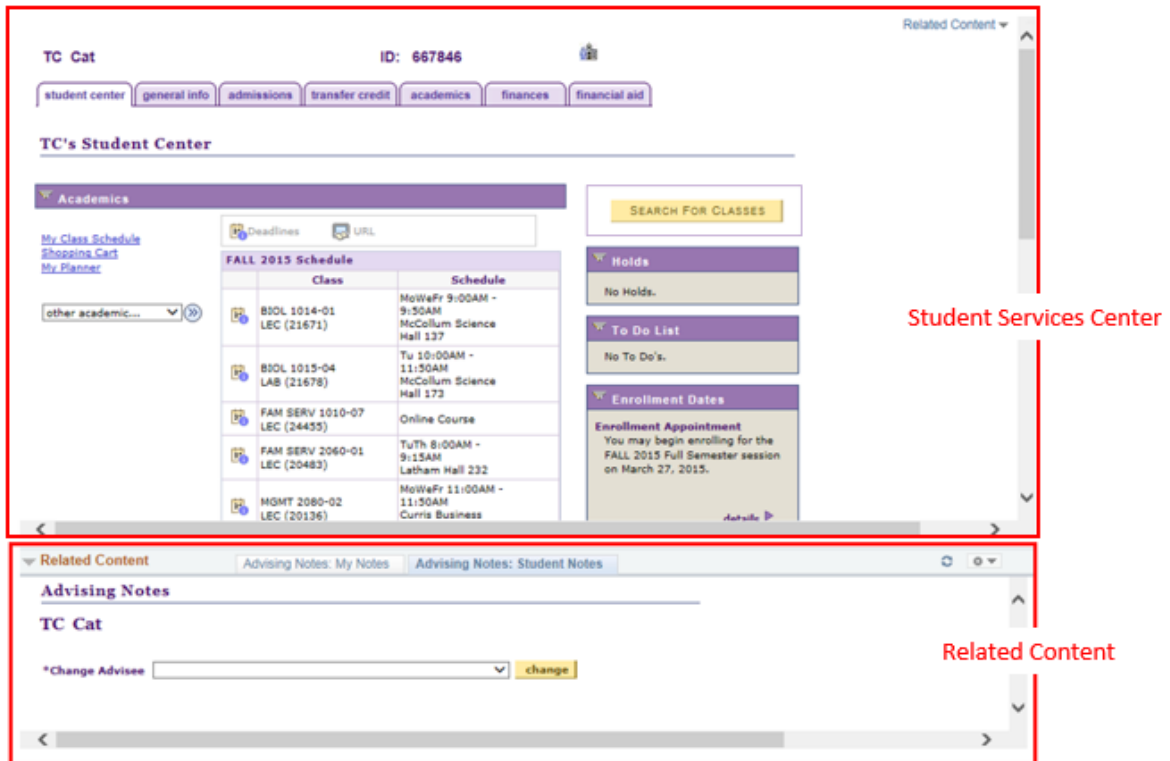 Related Content
TC Cat ID: 667846
student center general info admissions transfer credit academics finances financial aid
TC's Student Center
Academics
SEARCH FOR CLASSES
My Class Schedule
Shopping Cart
My Planner
other academic...
Deadlines URL
FALL 2015 Schedule
Class Schedule
BIOL 1014-01
LEC (21671)
MoWeFr 9:00AM -
9:50AM
McCollum Science
Hall 137
BIOL 1015-04
LAB (21678)
Tu 10:00AM -
11:50AM
McCollum Science
Hall 173
FAM SERV 1010-07
LEC (24455)
Online Course
FAM SERV 2060-01
LEC (20483)
TuTh 8:00AM -
9:15AM
Latham Hall 232
MGMT 2080-02
LEC (20136)
MoWeFr 11:00AM -
11:50AM
Curris Business
Holds
No Holds.
To Do List
No To Do's.
Enrollment Dates
Enrollment Appointment
You may begin enrolling for the
FALL 2015 Full Semester session
on March 27, 2015.
details
Student Services Center
Related Content
Advising Notes: My Notes
Advising Notes: Student Notes
Advising Notes
TC Cat
*Change Advisee change
Related Content